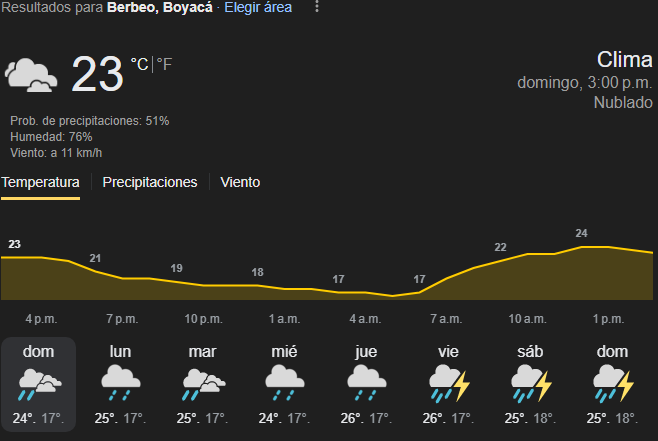 Resultados para Berbeo, Boyacá · Elegir área
23 °C | °F
Clima
domingo, 3:00 p.m.
Nublado
Prob. de precipitaciones: 51%
Humedad: 76%
Viento: a 11 km/h
Temperatura | Precipitaciones | Viento
23 21 19 18 17 17 22 24
4 p.m. 7 p.m. 10 p.m. 1 a.m. 4 a.m. 7 a.m. 10 a.m. 1 p.m.
dom lun mar mié jue vie sáb dom
24°. 17°. 25°. 17°. 25°. 17°. 24°. 17°. 26°. 17°. 26°. 17°. 25°. 18°. 25°. 18°.